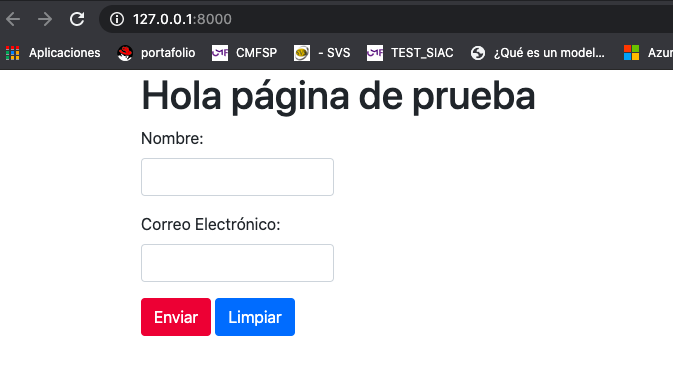 127.0.0.1:8000
Aplicaciones portafolio CMFSP - SVS TEST_SIAC ¿Qué es un model... Azur
Hola página de prueba
Nombre:
Correo Electrónico:
Enviar Limpiar